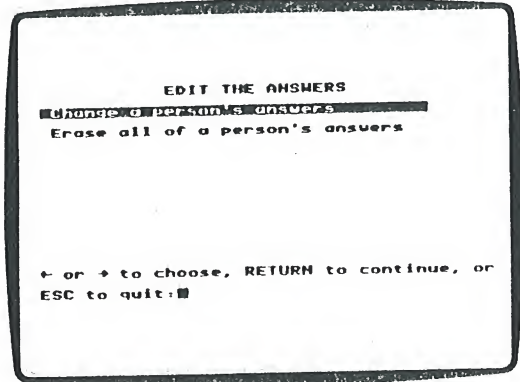 EDIT THE ANSWERS
Change a person's answers
Erase all of a person's answers
← or → to choose, RETURN to continue, or
ESC to quit: